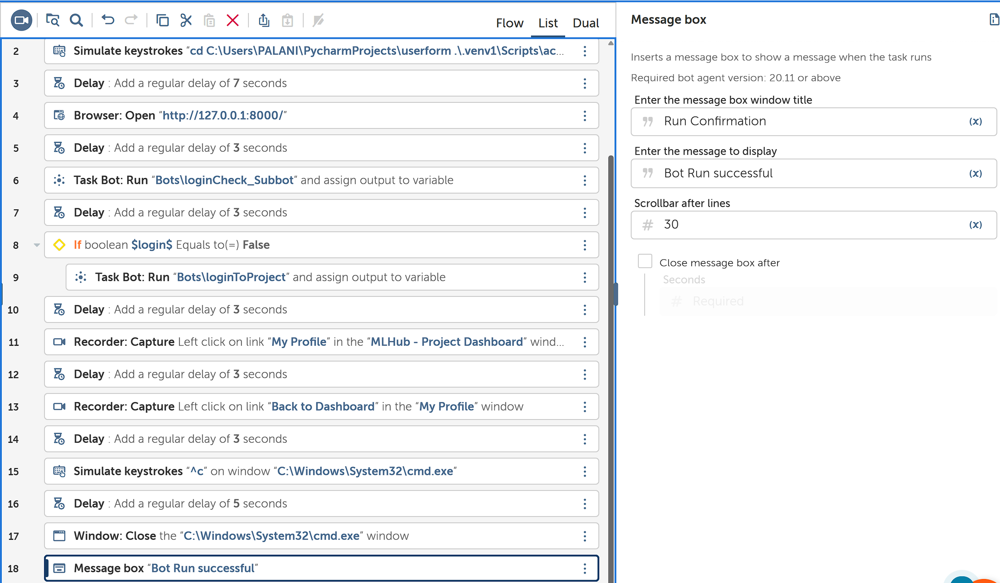 Flow List Dual
2 Simulate keystrokes “cd C:\Users\PALANI\PycharmProjects\userform .\.venv1\Scripts\ac...
3 Delay : Add a regular delay of 7 seconds
4 Browser: Open “http://127.0.0.1:8000/”
5 Delay : Add a regular delay of 3 seconds
6 Task Bot: Run “Bots\loginCheck_Subbot” and assign output to variable
7 Delay : Add a regular delay of 3 seconds
8 If boolean $login$ Equals to(=) False
9 Task Bot: Run “Bots\loginToProject” and assign output to variable
10 Delay : Add a regular delay of 3 seconds
11 Recorder: Capture Left click on link “My Profile” in the “MLHub - Project Dashboard” wind...
12 Delay : Add a regular delay of 3 seconds
13 Recorder: Capture Left click on link “Back to Dashboard” in the “My Profile” window
14 Delay : Add a regular delay of 3 seconds
15 Simulate keystrokes “^c” on window “C:\Windows\System32\cmd.exe”
16 Delay : Add a regular delay of 5 seconds
17 Window: Close the “C:\Windows\System32\cmd.exe” window
18 Message box “Bot Run successful”
Message box
Inserts a message box to show a message when the task runs
Required bot agent version: 20.11 or above
Enter the message box window title
Run Confirmation (x)
Enter the message to display
Bot Run successful (x)
Scrollbar after lines
# 30 (x)
Close message box after
Seconds
# Required